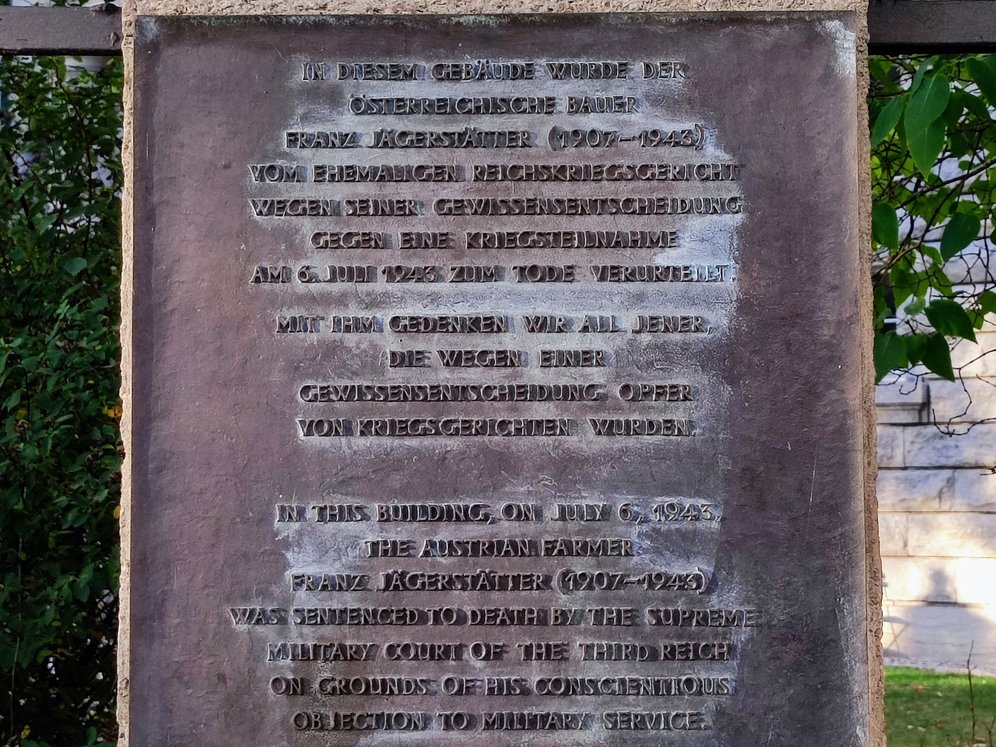 IN DIESEM GEBÄUDE WURDE DER
ÖSTERREICHISCHE BAUER
FRANZ JÄGERSTÄTTER (1907–1943)
VOM EHEMALIGEN REICHSKRIEGSGERICHT
WEGEN SEINER GEWISSENSENTSCHEIDUNG
GEGEN EINE KRIEGSTEILNAHME
AM 6. JULI 1943 ZUM TODE VERURTEILT.
MIT IHM GEDENKEN WIR ALL JENER,
DIE WEGEN EINER
GEWISSENSENTSCHEIDUNG OPFER
VON KRIEGSGERICHTEN WURDEN.
IN THIS BUILDING, ON JULY 6, 1943,
THE AUSTRIAN FARMER
FRANZ JÄGERSTÄTTER (1907–1943)
WAS SENTENCED TO DEATH BY THE SUPREME
MILITARY COURT OF THE THIRD REICH
ON GROUNDS OF HIS CONSCIENTIOUS
OBJECTION TO MILITARY SERVICE.